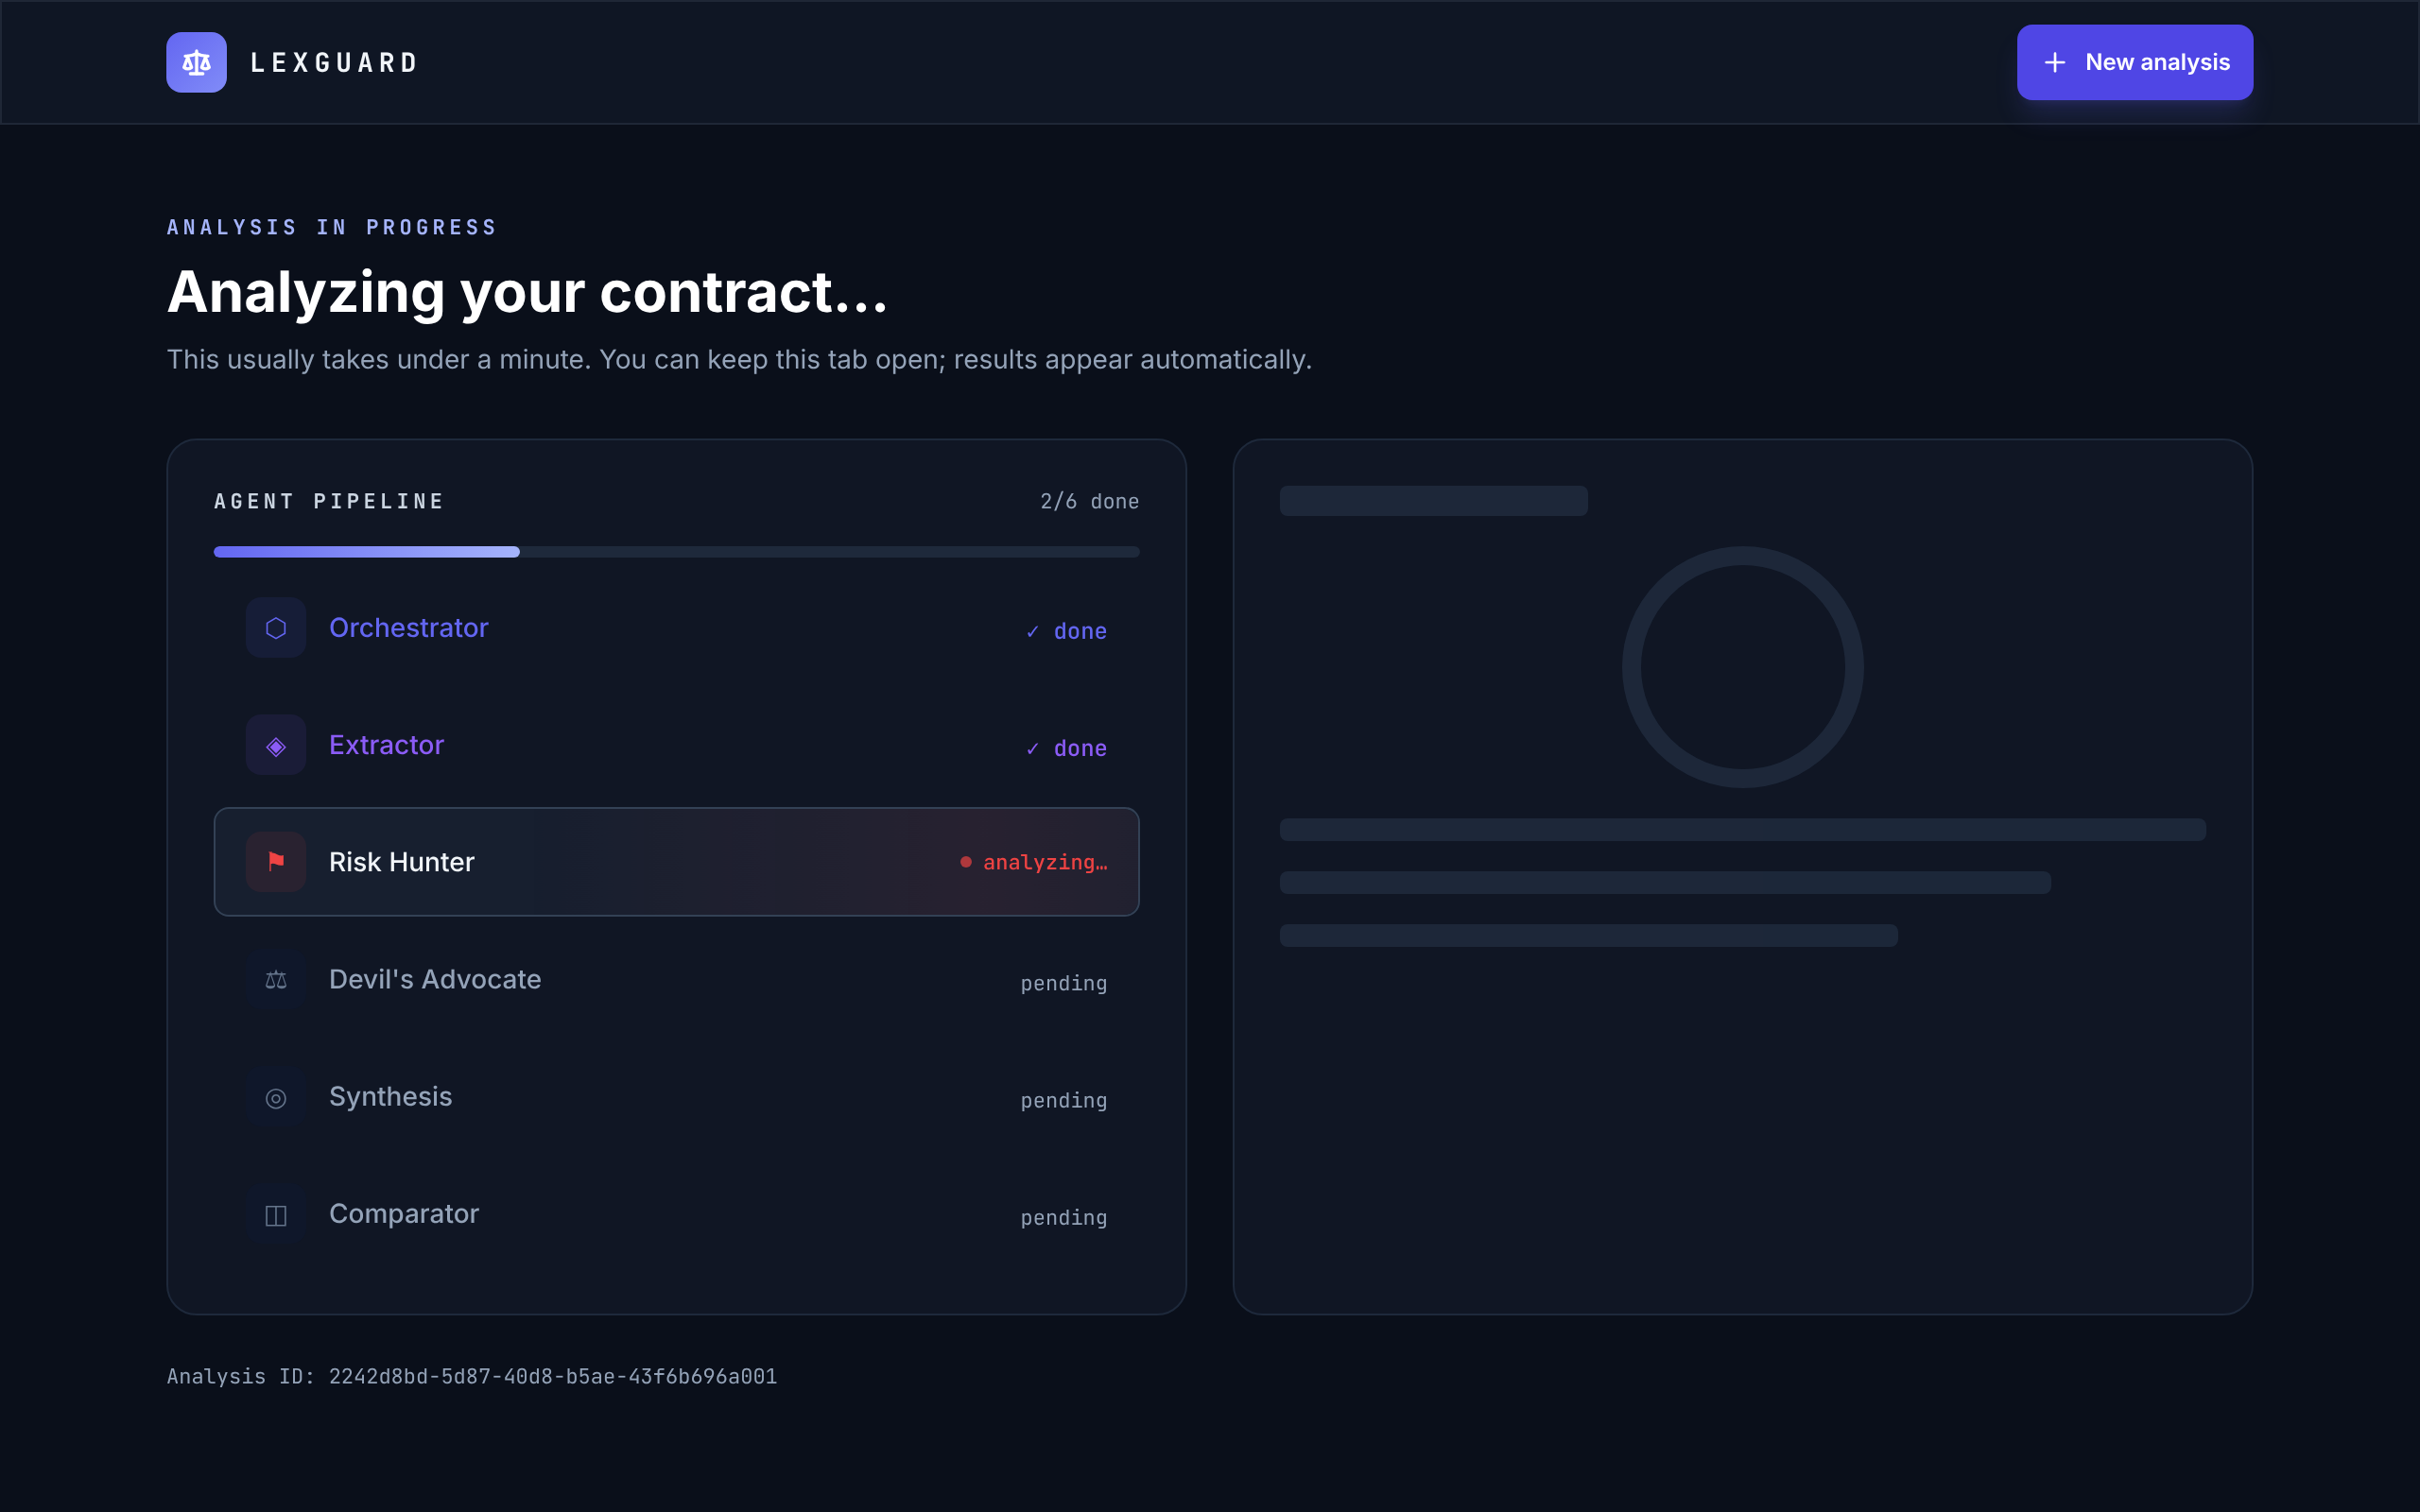 LEXGUARD
New analysis
ANALYSIS IN PROGRESS
Analyzing your contract...
This usually takes under a minute. You can keep this tab open; results appear automatically.
AGENT PIPELINE
2/6 done
Orchestrator
✓ done
Extractor
✓ done
Risk Hunter
analyzing…
Devil's Advocate
pending
Synthesis
pending
Comparator
pending
Analysis ID: 2242d8bd-5d87-40d8-b5ae-43f6b696a001